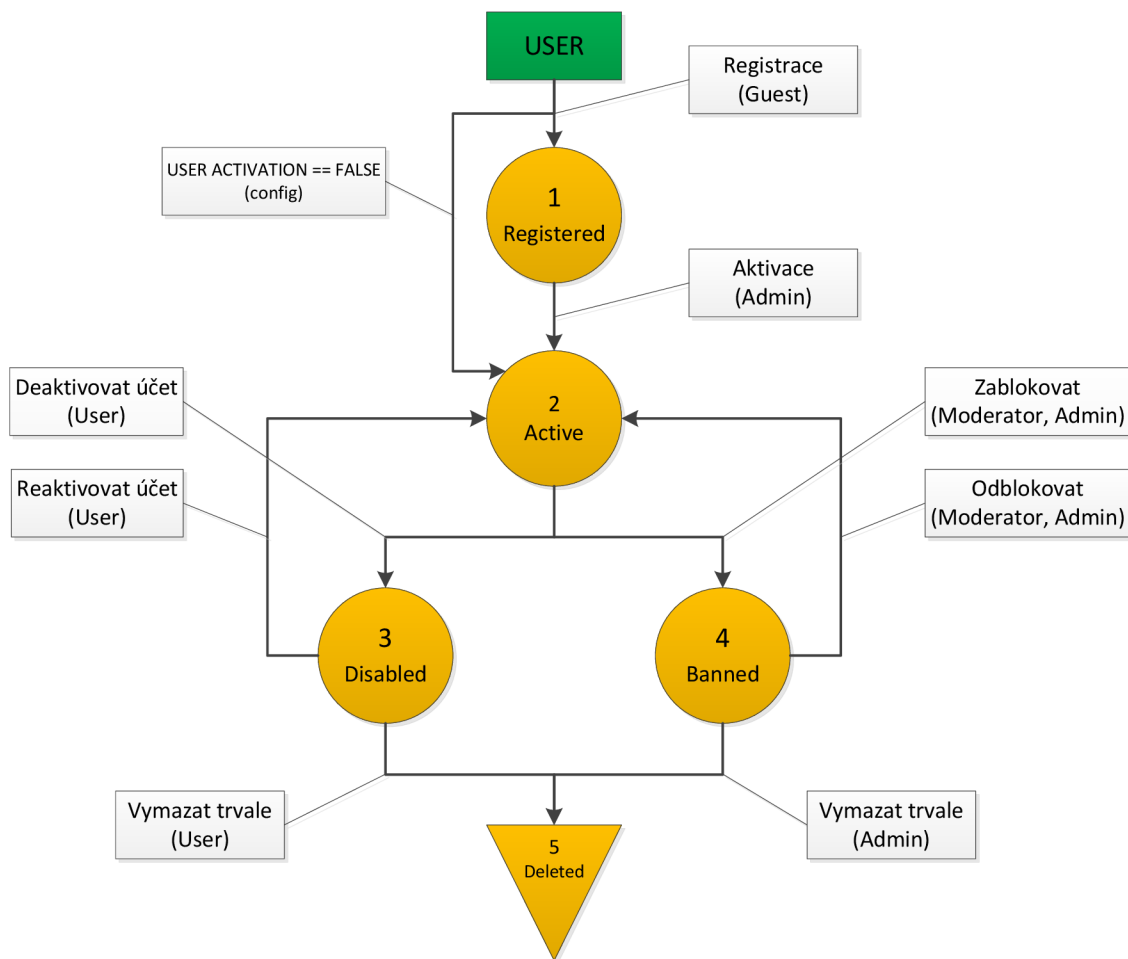 USER
Registrace
(Guest)
USER ACTIVATION == FALSE
(config)
1
Registered
Aktivace
(Admin)
Deaktivovat účet
(User)
2
Active
Zablokovat
(Moderator, Admin)
Reaktivovat účet
(User)
Odblokovat
(Moderator, Admin)
3
Disabled
4
Banned
Vymazat trvale
(User)
5
Deleted
Vymazat trvale
(Admin)